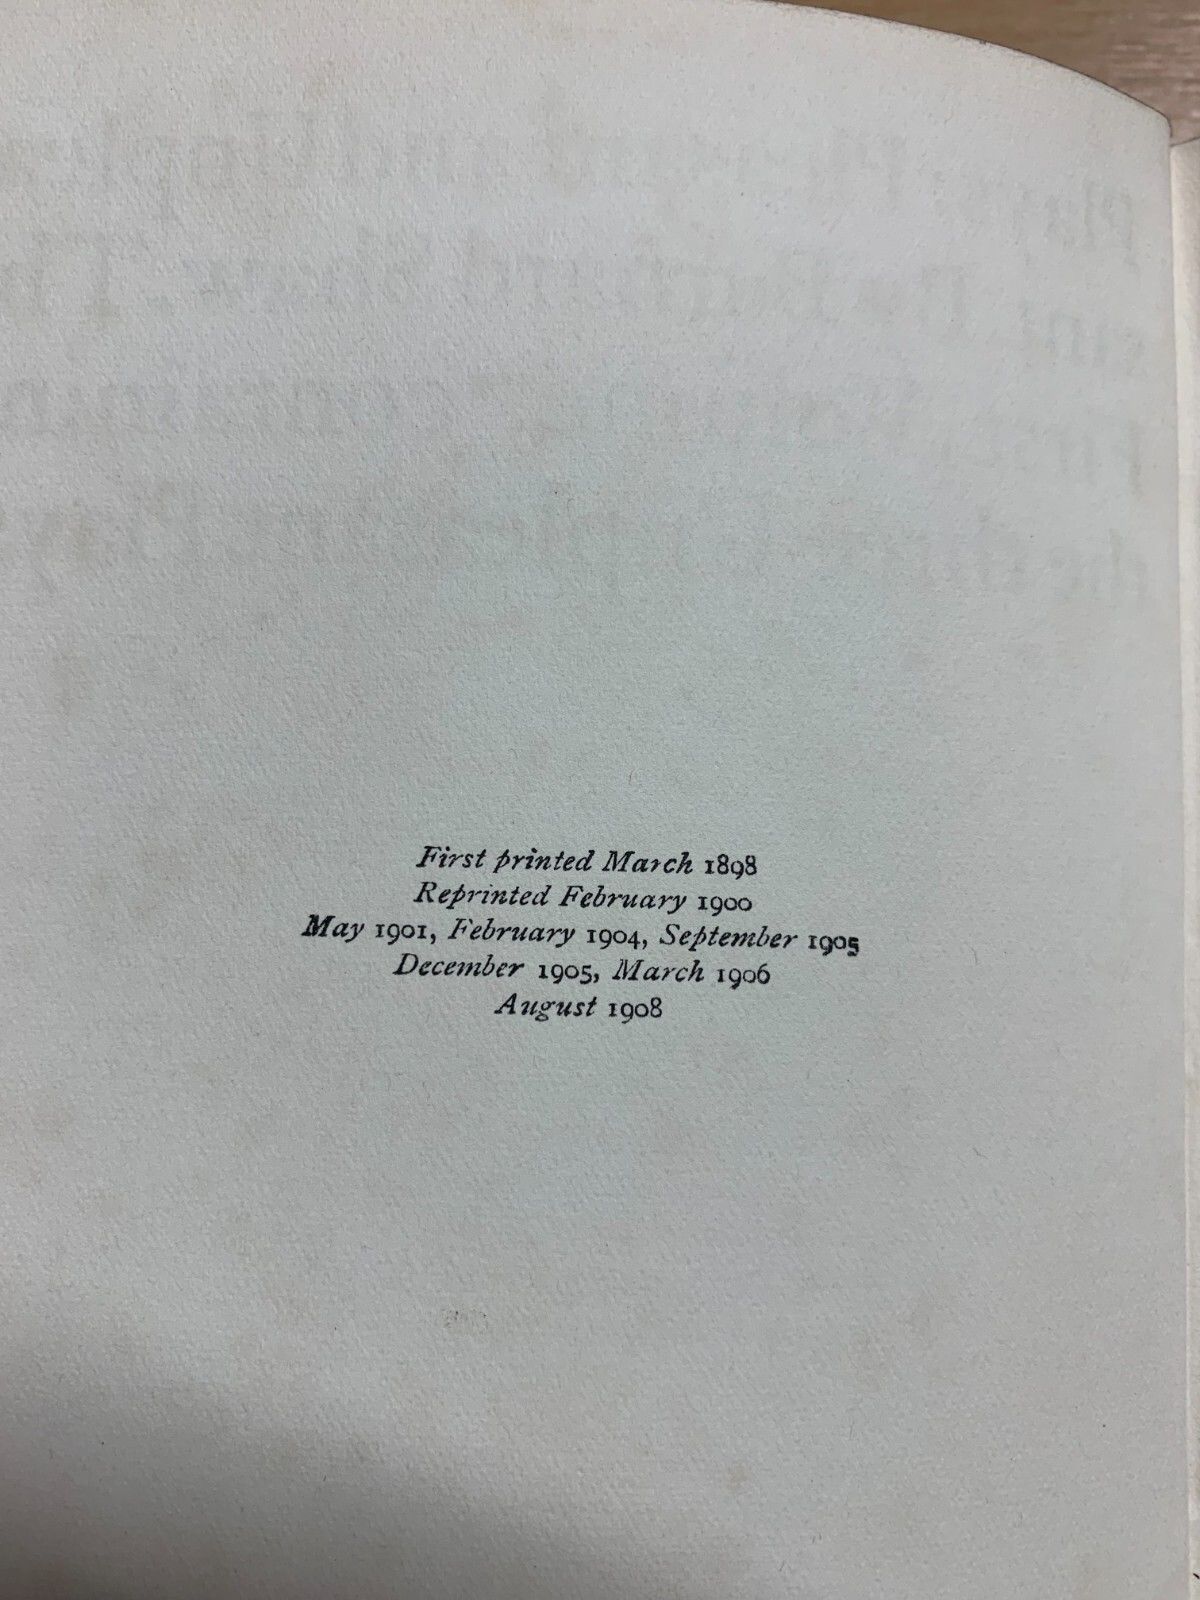 First printed March 1898
Reprinted February 1900
May 1901, February 1904, September 1905
December 1905, March 1906
August 1908